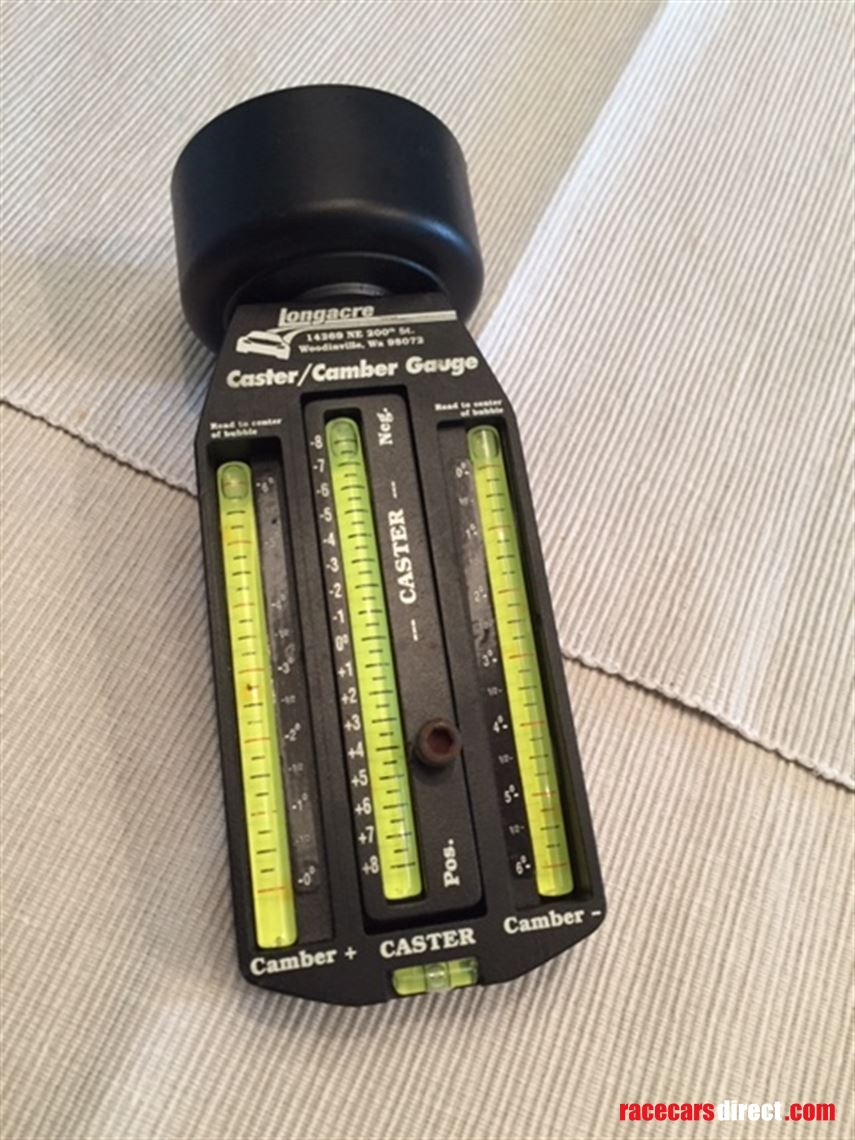 longacre
14269 NE 200th St.
Woodinville, Wa 98072
Caster/Camber Gauge
Read to center
of bubble
Read to center
of bubble
-8
-7
-6
-5
-4
-3
-2
-1
0°
+1
+2
+3
+4
+5
+6
+7
+8
Neg.
-- CASTER --
Pos.
-6°
-3°
-2°
-1°
-0°
0°-
1°-
2-
3°-
4°-
10-
5°-
10-
6°-
Camber +
CASTER
Camber -
racecarsdirect.com